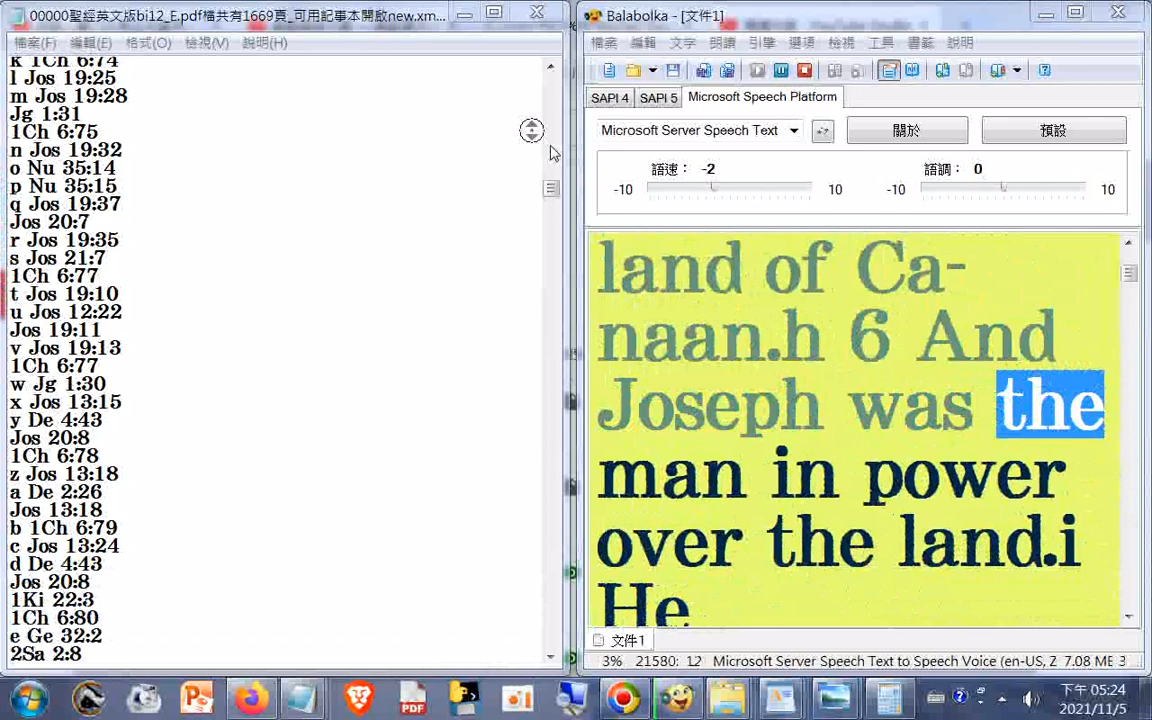 00000聖經英文版bi12_E.pdf檔共有1669頁_可用記事本開啟new.xm...
檔案(F) 編輯(E) 格式(O) 檢視(V) 說明(H)
k 1Ch 6:74
l Jos 19:25
m Jos 19:28
Jg 1:31
1Ch 6:75
n Jos 19:32
o Nu 35:14
p Nu 35:15
q Jos 19:37
Jos 20:7
r Jos 19:35
s Jos 21:7
1Ch 6:77
t Jos 19:10
u Jos 12:22
Jos 19:11
v Jos 19:13
1Ch 6:77
w Jg 1:30
x Jos 13:15
y De 4:43
Jos 20:8
1Ch 6:78
z Jos 13:18
a De 2:26
Jos 13:18
b 1Ch 6:79
c Jos 13:24
d De 4:43
Jos 20:8
1Ki 22:3
1Ch 6:80
e Ge 32:2
2Sa 2:8
Balabolka - [文件1]
檔案 編輯 文字 朗讀 引擎 選項 檢視 工具 書籤 說明
SAPI 4 SAPI 5 Microsoft Speech Platform
Microsoft Server Speech Text 關於 預設
語速： -2 語調： 0
-10 10 -10 10
land of Ca-
naan.h 6 And
Joseph was the
man in power
over the land.i
He
文件1
3% 21580: 12 Microsoft Server Speech Text to Speech Voice (en-US, Z 7.08 ME 3
PDF
下午 05:24
2021/11/5